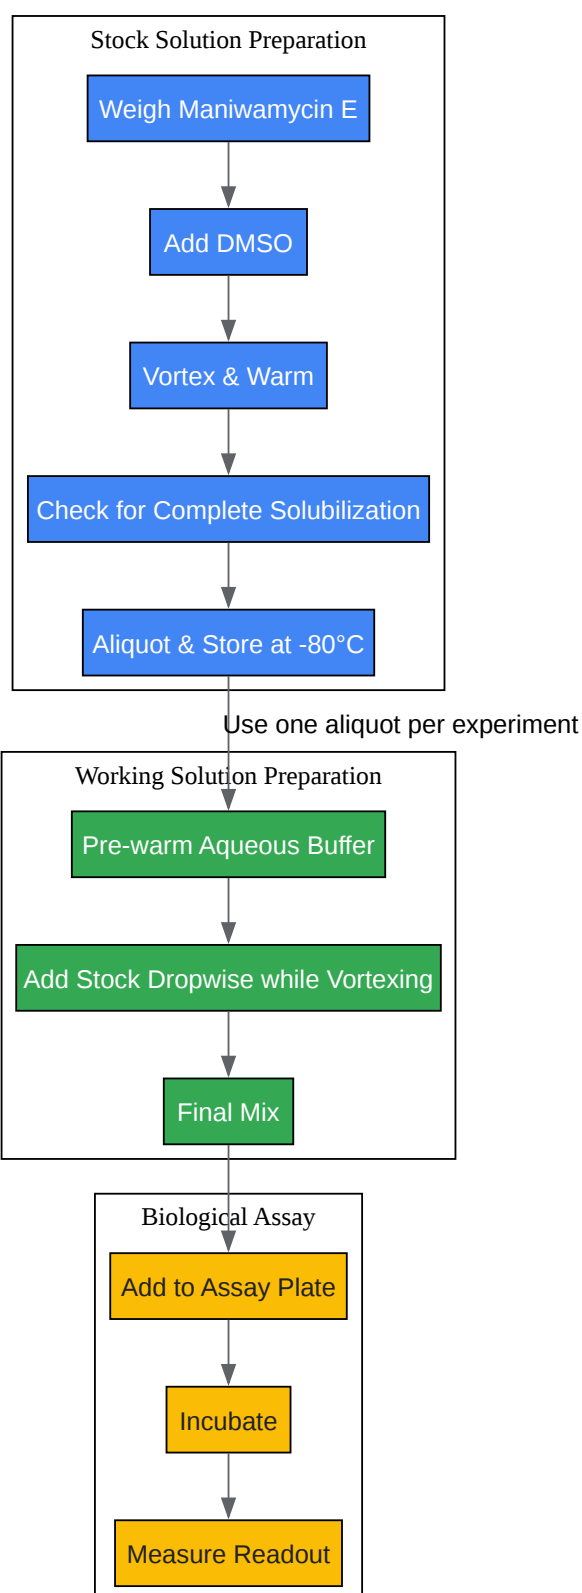 Stock Solution Preparation
Weigh Maniwamycin E
Add DMSO
Vortex & Warm
Check for Complete Solubilization
Aliquot & Store at -80°C
Use one aliquot per experiment
Working Solution Preparation
Pre-warm Aqueous Buffer
Add Stock Dropwise while Vortexing
Final Mix
Biological Assay
Add to Assay Plate
Incubate
Measure Readout